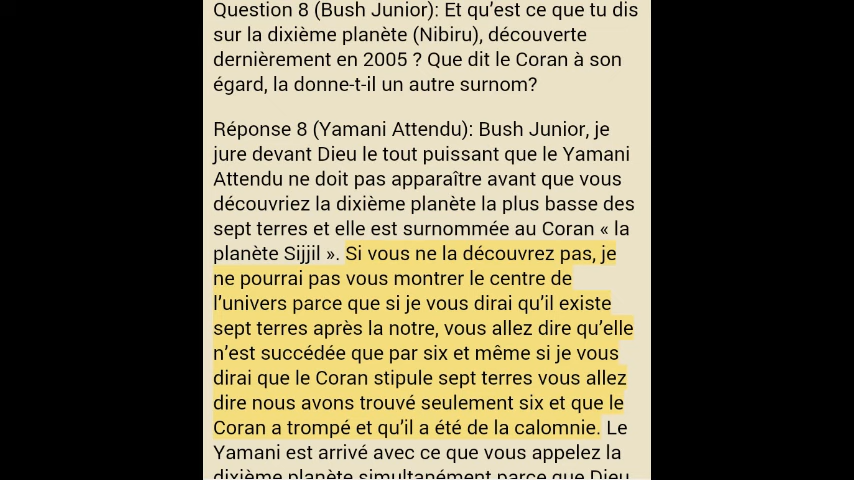 Question 8 (Bush Junior): Et qu’est ce que tu dis
sur la dixième planète (Nibiru), découverte
dernièrement en 2005 ? Que dit le Coran à son
égard, la donne-t-il un autre surnom?
Réponse 8 (Yamani Attendu): Bush Junior, je
jure devant Dieu le tout puissant que le Yamani
Attendu ne doit pas apparaître avant que vous
découvriez la dixième planète la plus basse des
sept terres et elle est surnommée au Coran « la
planète Sijjil ». Si vous ne la découvrez pas, je
ne pourrai pas vous montrer le centre de
l’univers parce que si je vous dirai qu’il existe
sept terres après la notre, vous allez dire qu’elle
n’est succédée que par six et même si je vous
dirai que le Coran stipule sept terres vous allez
dire nous avons trouvé seulement six et que le
Coran a trompé et qu’il a été de la calomnie. Le
Yamani est arrivé avec ce que vous appelez la
dixième planète simultanément parce que Dieu